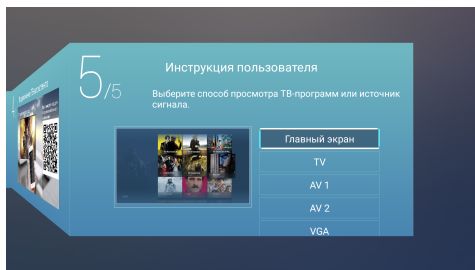 5/5
Инструкция пользователя
Выберите способ просмотра ТВ-программ или источник
сигнала.
Главный экран
TV
AV 1
AV 2
VGA